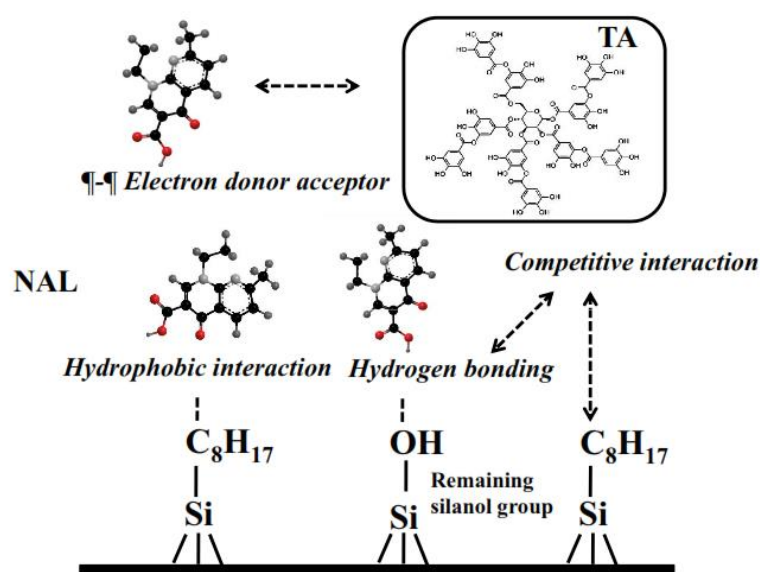 TA
¶-¶ Electron donor acceptor
NAL
Competitive interaction
Hydrophobic interaction
Hydrogen bonding
C₈H₁₇
OH
C₈H₁₇
Remaining
silanol group
Si
Si
Si